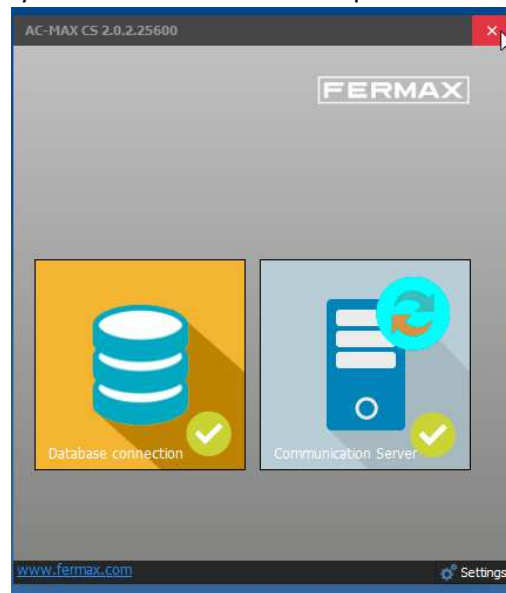 AC-MAX CS 2.0.2.25600
FERMAX
Database connection
Communication Server
www.fermax.com
Settings